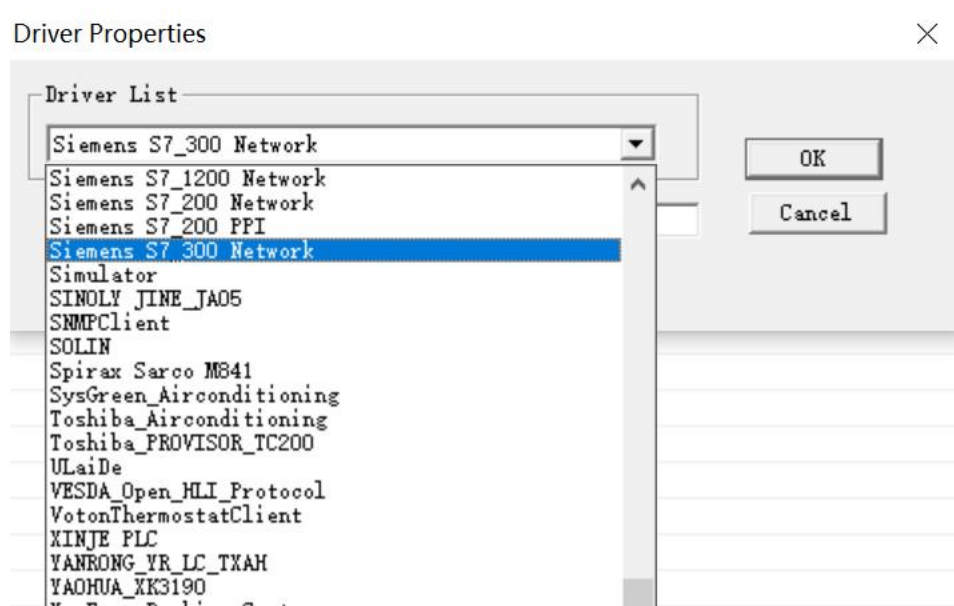 Driver Properties
Driver List
Siemens S7_300 Network
OK
Cancel
Siemens S7_1200 Network
Siemens S7_200 Network
Siemens S7_200 PPI
Siemens S7_300 Network
Simulator
SINOLY JINE_JA05
SNMPClient
SOLIN
Spirax Sarco M841
SysGreen_Airconditioning
Toshiba_Airconditioning
Toshiba_PROVISOR_TC200
ULaiDe
VESDA_Open_HLI_Protocol
VotonThermostatClient
XINJE PLC
YANRONG_YR_LC_TXAH
YAOHUA_XK3190